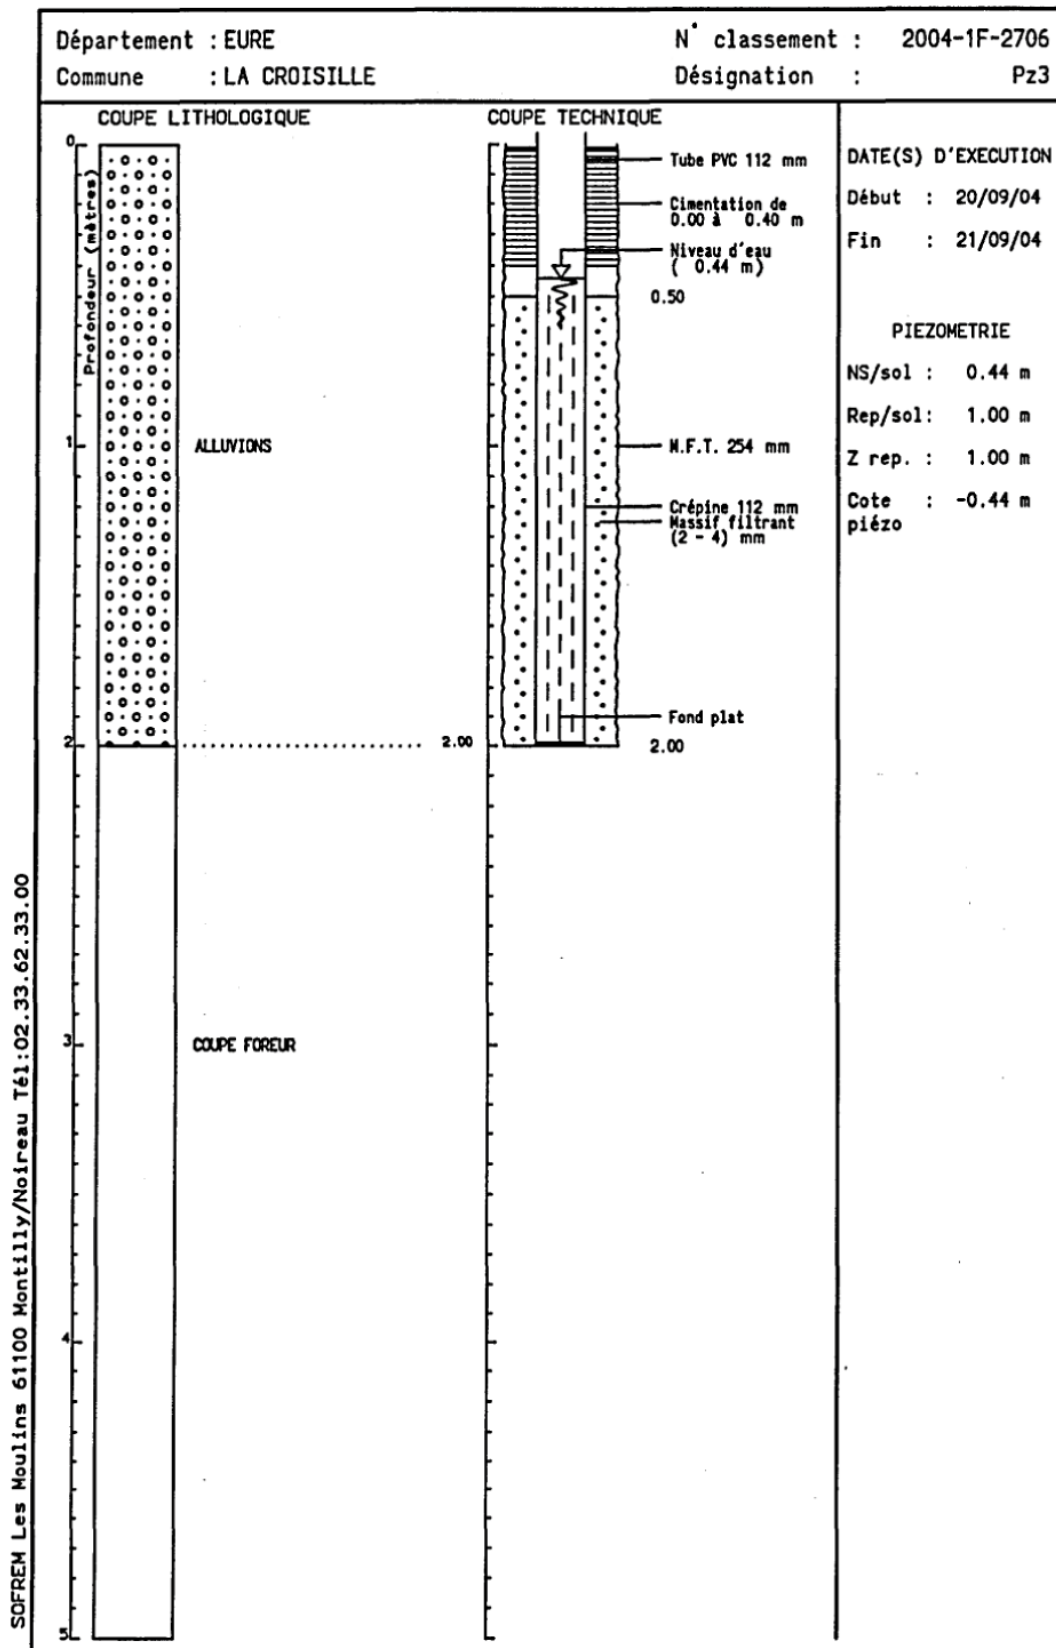 Département : EURE
Commune : LA CROISILLE
N° classement : 2004-1F-2706
Désignation : Pz3
COUPE LITHOLOGIQUE
Profondeur (mètres)
0
1
2
3
4
5
ALLUVIONS
2.00
COUPE FOREUR
COUPE TECHNIQUE
Tube PVC 112 mm
Cimentation de
0.00 à 0.40 m
Niveau d'eau
( 0.44 m)
0.50
M.F.T. 254 mm
Crépine 112 mm
Massif filtrant
(2 - 4) mm
Fond plat
2.00
DATE(S) D'EXECUTION
Début : 20/09/04
Fin : 21/09/04
PIEZOMETRIE
NS/sol : 0.44 m
Rep/sol: 1.00 m
Z rep. : 1.00 m
Cote : -0.44 m
piézo
SOFREM Les Moulins 61100 Montilly/Noireau Tél:02.33.62.33.00